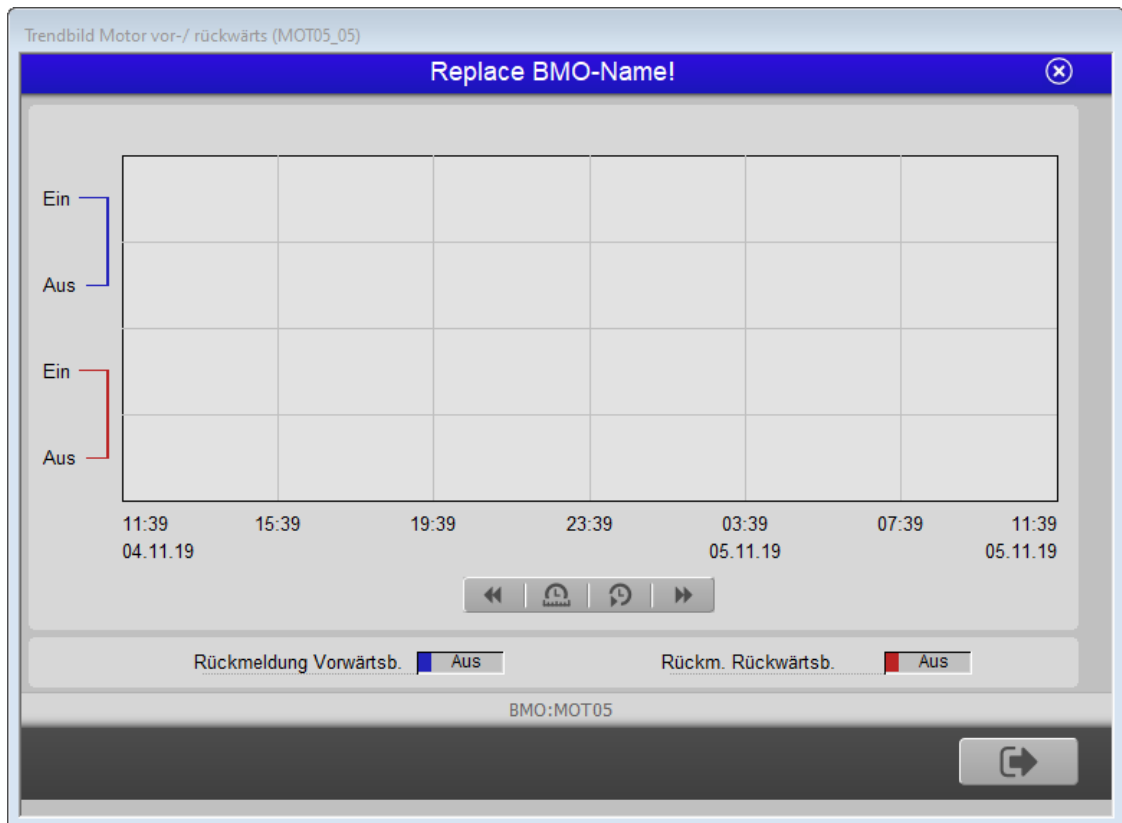 Trendbild Motor vor-/ rückwärts (MOT05_05)
Replace BMO-Name!
Ein
Aus
Ein
Aus
11:39 15:39 19:39 23:39 03:39 07:39 11:39
04.11.19 05.11.19 05.11.19
Rückmeldung Vorwärtsb. Aus Rückm. Rückwärtsb. Aus
BMO:MOT05